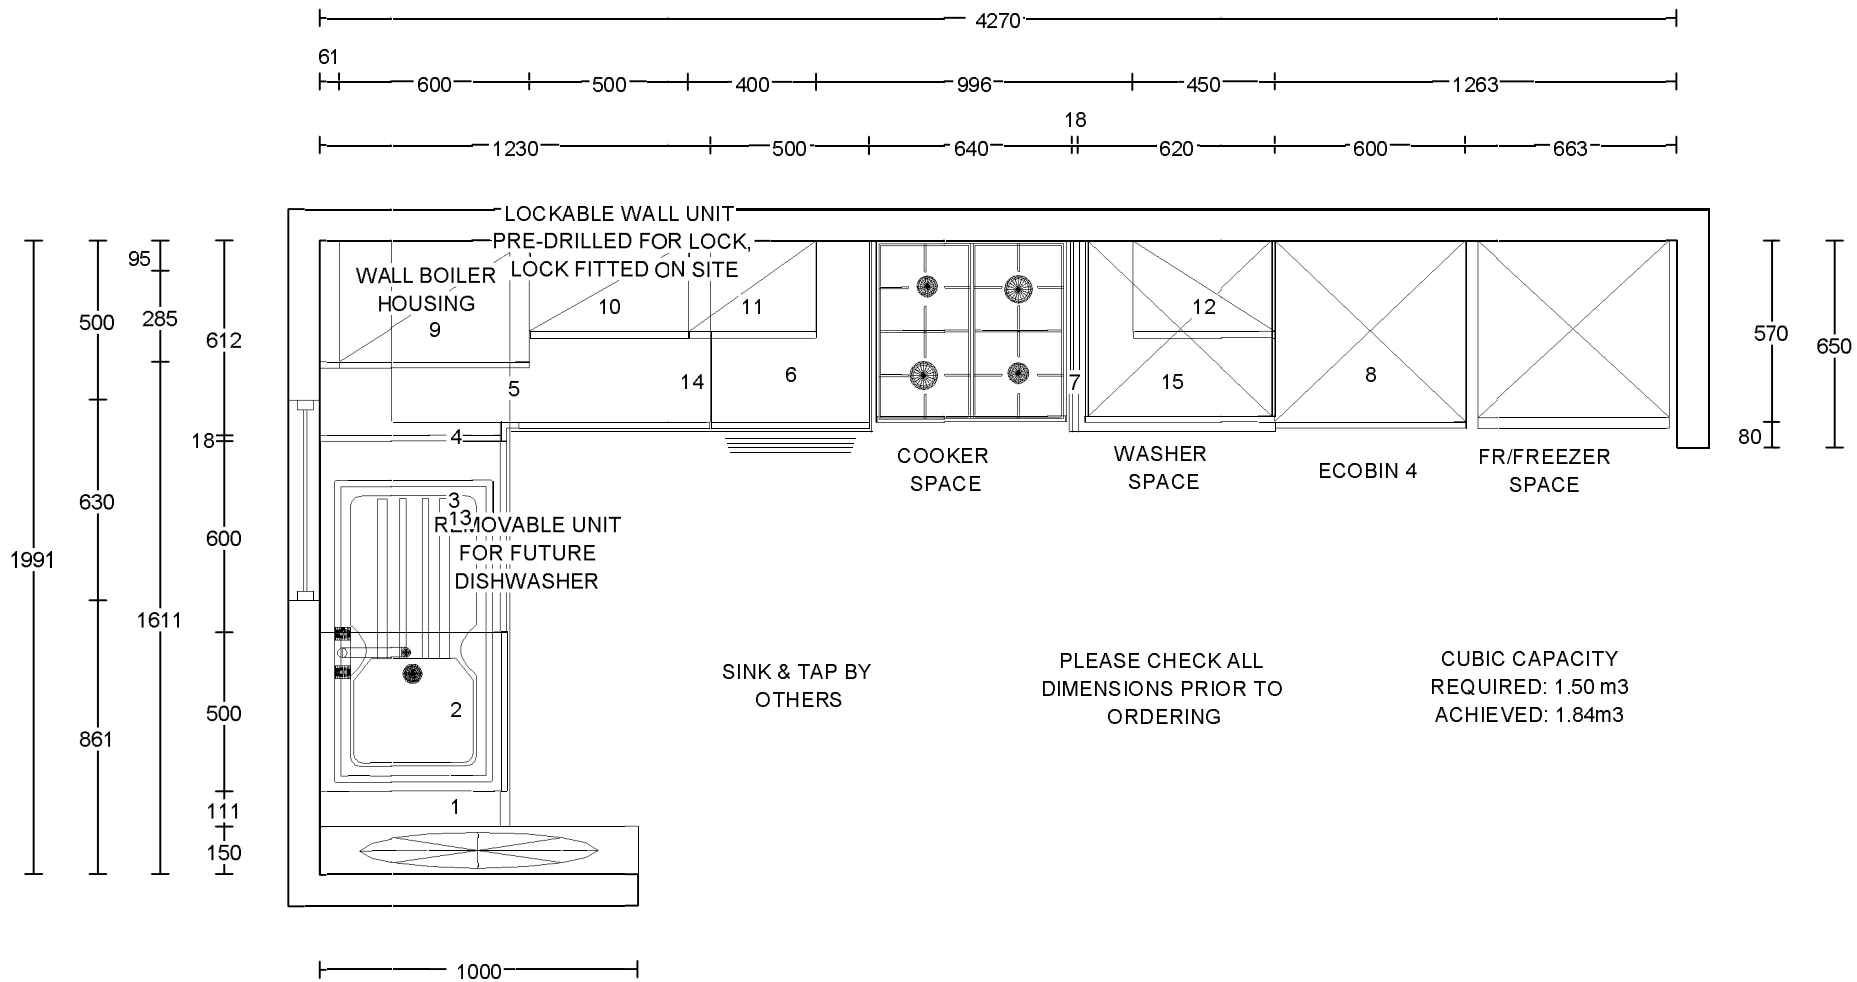 4270
61
600
500
400
996
450
1263
18
1230
500
640
620
600
663
LOCKABLE WALL UNIT
PRE-DRILLED FOR LOCK,
LOCK FITTED ON SITE
WALL BOILER
HOUSING
9
10
11
12
95
500
285
612
570
650
5
14
6
7
15
8
18
4
80
COOKER
SPACE
WASHER
SPACE
ECOBIN 4
FR/FREEZER
SPACE
3
13
REMOVABLE UNIT
FOR FUTURE
DISHWASHER
630
600
1991
1611
SINK & TAP BY
OTHERS
PLEASE CHECK ALL
DIMENSIONS PRIOR TO
ORDERING
CUBIC CAPACITY
REQUIRED: 1.50 m3
ACHIEVED: 1.84m3
2
500
861
1
111
150
1000